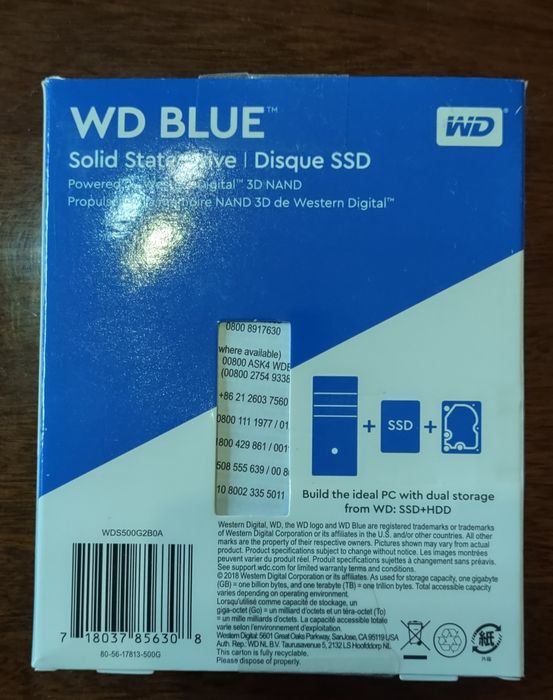 WD BLUE™
WD®
Solid State Drive | Disque SSD
Powered Digital™ 3D NAND
Propulsé mémoire NAND 3D de Western Digital™
0800 8917630
where available)
00800 ASK4 WDE
(00800 2754 9338
+86 21 2603 7560
0800 111 1977 / 01
800 429 861 / 001
508 555 639 / 00 8
10 8002 335 5011
SSD
Build the ideal PC with dual storage
from WD: SSD+HDD
WDS500G2B0A
7 18037 85630 8
80-56-17813-500G
Western Digital, WD, the WD logo and WD Blue are registered trademarks or trademarks
of Western Digital Corporation or its affiliates in the U.S. and/or other countries. All other
marks are the property of their respective owners. Pictures shown may vary from actual
product. Product specifications subject to change without notice. Les images montrées
peuvent varier du produit réel. Produit spécifications sujettes à changement sans préavis.
See support.wdc.com for limited warranty terms and conditions.
© 2018 Western Digital Corporation or its affiliates. As used for storage capacity, one gigabyte
(GB) = one billion bytes, and one terabyte (TB) = one trillion bytes. Total accessible capacity
varies depending on operating environment.
Lorsqu'utilisé comme capacité de stockage, un
giga-octet (Go) = un milliard d'octets et un téra-octet (To)
= un mille milliards d'octets. La capacité accessible totale
varie selon l'environnement d'exploitation.
Western Digital: 5601 Great Oaks Parkway, San Jose, CA 95119 USA
Auth. Rep.: WD NL B.V. Taurusavenue 5, 2132 LS Hoofddorp NL
This carton is fully recyclable.
Please dispose of properly.
紙
外箱